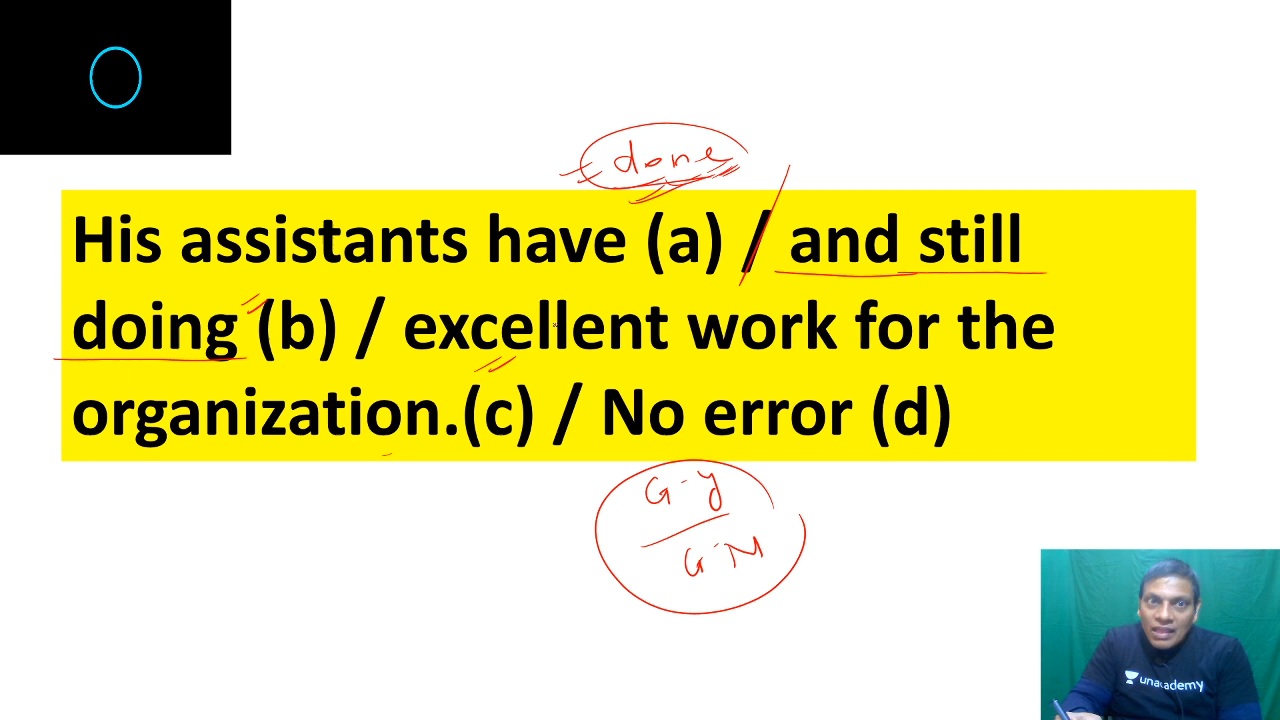 done
His assistants have (a) / and still
doing (b) / excellent work for the
organization.(c) / No error (d)
G-y
G-M
unacademy